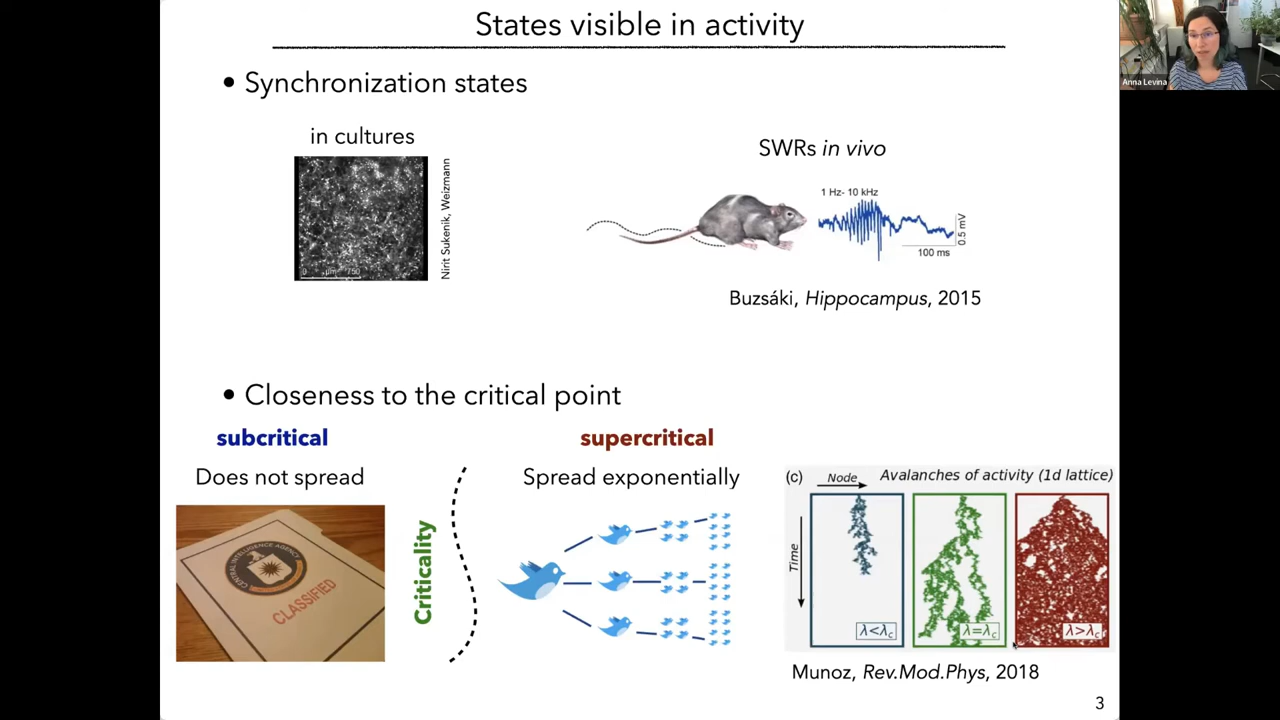 States visible in activity
Anna Levina
• Synchronization states
in cultures
0 µm 750
Nirit Sukenik, Weizmann
SWRs in vivo
1 Hz- 10 kHz
0.5 mV
100 ms
Buzsáki, Hippocampus, 2015
• Closeness to the critical point
subcritical
supercritical
Does not spread
Spread exponentially
CENTRAL INTELLIGENCE AGENCY
CLASSIFIED
Criticality
(c) Node Avalanches of activity (1d lattice)
Time
λ<λc
λ=λc
λ>λc
Munoz, Rev.Mod.Phys, 2018
3